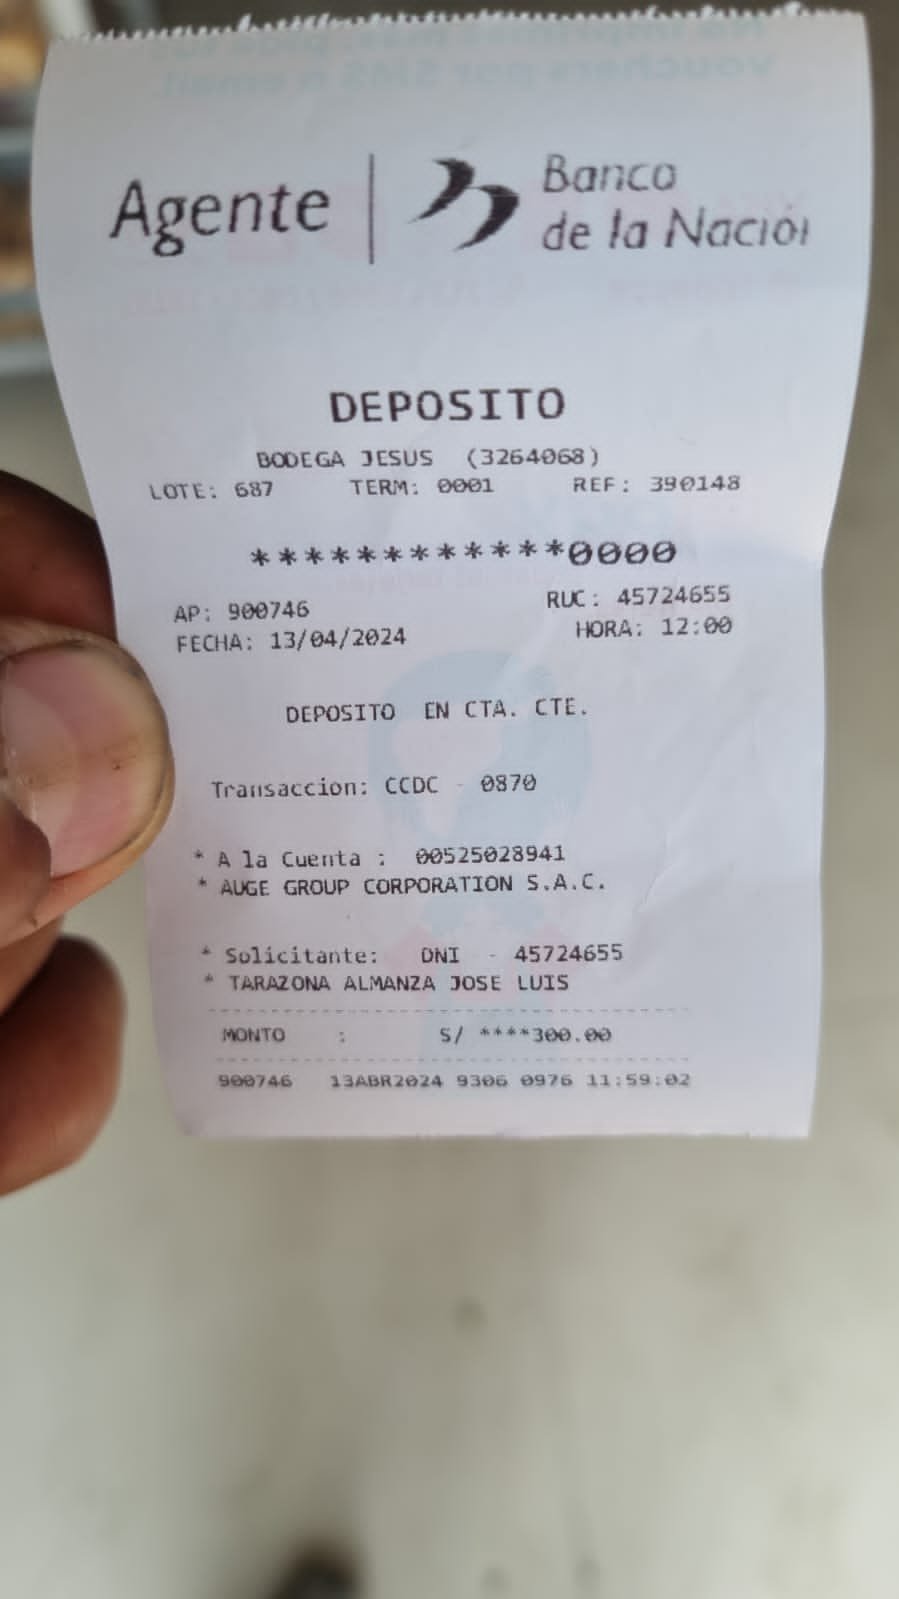 Agente | Banco
de la Nación
DEPOSITO
BODEGA JESUS (3264068)
LOTE: 687 TERM: 0001 REF: 390148
************0000
AP: 900746 RUC: 45724655
FECHA: 13/04/2024 HORA: 12:00
DEPOSITO EN CTA. CTE.
Transaccion: CCDC - 0870
* A la Cuenta : 00525028941
* AUGE GROUP CORPORATION S.A.C.
* Solicitante: DNI - 45724655
* TARAZONA ALMANZA JOSE LUIS
MONTO : S/ ****300.00
900746 13ABR2024 9306 0976 11:59:02